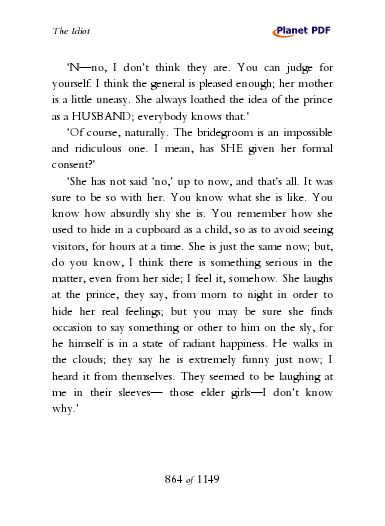 The Idiot
Planet PDF
‘N—no, I don’t think they are. You can judge for
yourself. I think the general is pleased enough; her mother
is a little uneasy. She always loathed the idea of the prince
as a HUSBAND; everybody knows that.’
‘Of course, naturally. The bridegroom is an impossible
and ridiculous one. I mean, has SHE given her formal
consent?’
‘She has not said ‘no,’ up to now, and that’s all. It was
sure to be so with her. You know what she is like. You
know how absurdly shy she is. You remember how she
used to hide in a cupboard as a child, so as to avoid seeing
visitors, for hours at a time. She is just the same now; but,
do you know, I think there is something serious in the
matter, even from her side; I feel it, somehow. She laughs
at the prince, they say, from morn to night in order to
hide her real feelings; but you may be sure she finds
occasion to say something or other to him on the sly, for
he himself is in a state of radiant happiness. He walks in
the clouds; they say he is extremely funny just now; I
heard it from themselves. They seemed to be laughing at
me in their sleeves— those elder girls—I don’t know
why.’
864 of 1149